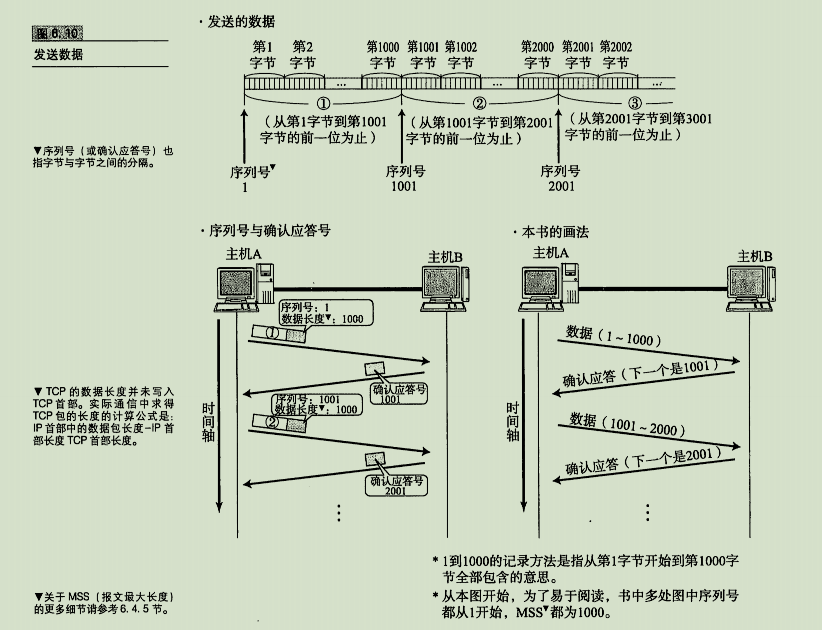 图6.10
发送数据
▼序列号（或确认应答号）也
指字节与字节之间的分隔。
▼ TCP 的数据长度并未写入
TCP 首部。实际通信中求得
TCP 包的长度的计算公式是：
IP 首部中的数据包长度-IP 首
部长度 TCP 首部长度。
▼关于 MSS（报文最大长度）
的更多细节请参考6.4.5 节。
·发送的数据
第1 第2 第1000 第1001 第1002 第2000 第2001 第2002
字节 字节 字节 字节 字节 字节 字节 字节
… … …
① ② ③
（从第1字节到第1001
字节的前一位为止）
（从第1001字节到第2001
字节的前一位为止）
（从第2001字节到第3001
字节的前一位为止）
序列号▼
1
序列号
1001
序列号
2001
·序列号与确认应答号
主机A 主机B
序列号：1
数据长度▼：1000
①
确认应答号
1001
序列号：1001
数据长度▼：1000
②
确认应答号
2001
时间轴
⋮
·本书的画法
主机A 主机B
数据（1～1000）
确认应答（下一个是1001）
数据（1001～2000）
确认应答（下一个是2001）
时间轴
⋮
* 1到1000的记录方法是指从第1字节开始到第1000字
节全部包含的意思。
* 从本图开始，为了易于阅读，书中多处图中序列号
都从1开始，MSS▼都为1000。